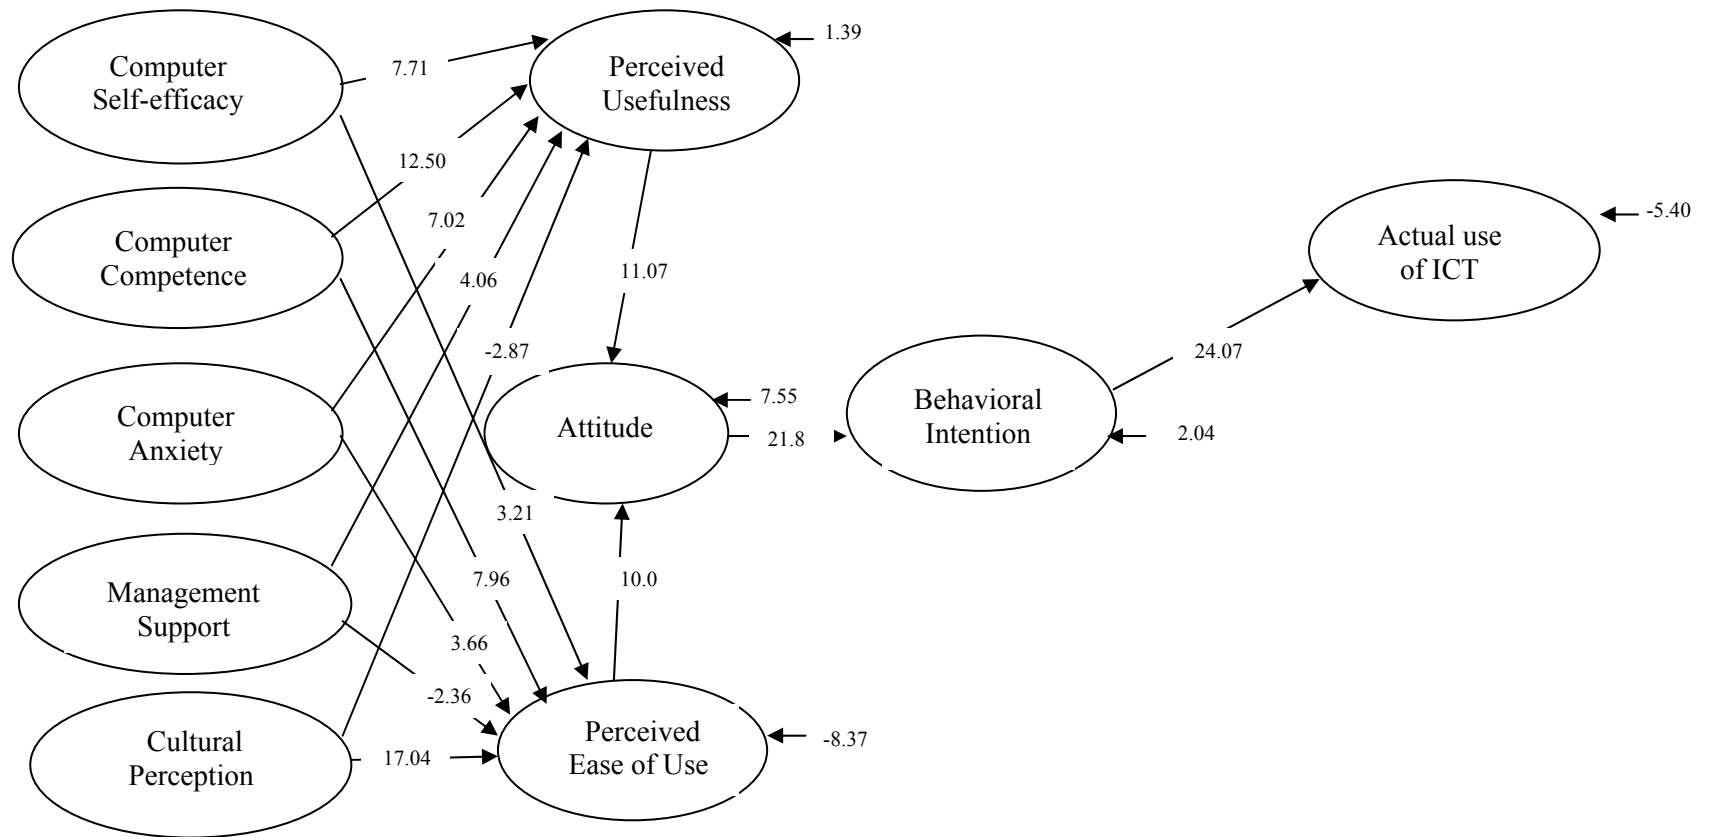 Computer
Self-efficacy
7.71
Perceived
Usefulness
1.39
12.50
Computer
Competence
7.02
4.06
11.07
Actual use
of ICT
-5.40
-2.87
24.07
Computer
Anxiety
Attitude
7.55
21.8
Behavioral
Intention
2.04
3.21
7.96
10.0
Management
Support
3.66
-2.36
Cultural
Perception
17.04
Perceived
Ease of Use
-8.37